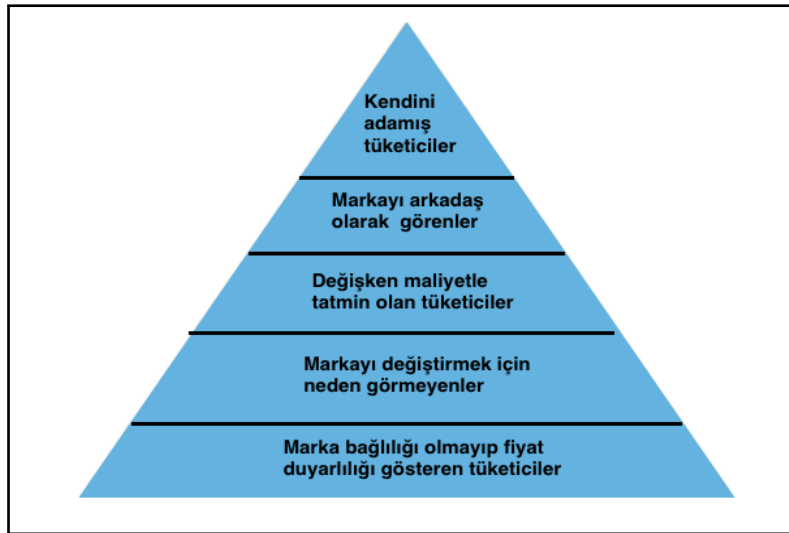 Kendini
adamış
tüketiciler
Markayı arkadaş
olarak görenler
Değişken maliyetle
tatmin olan tüketiciler
Markayı değiştirmek için
neden görmeyenler
Marka bağlılığı olmayıp fiyat
duyarlılığı gösteren tüketiciler